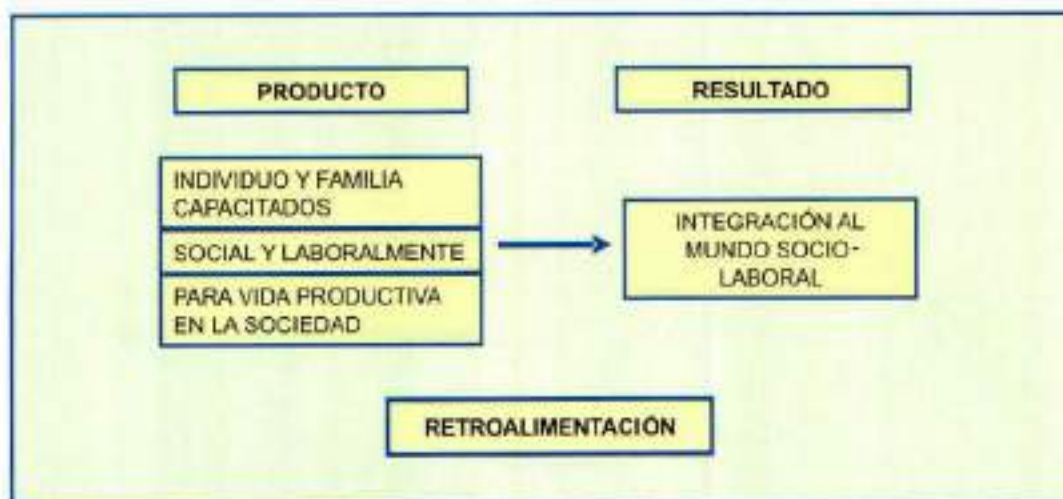 PRODUCTO
RESULTADO
INDIVIDUO Y FAMILIA
CAPACITADOS
SOCIAL Y LABORALMENTE
PARA VIDA PRODUCTIVA
EN LA SOCIEDAD
INTEGRACIÓN AL
MUNDO SOCIO-
LABORAL
RETROALIMENTACIÓN